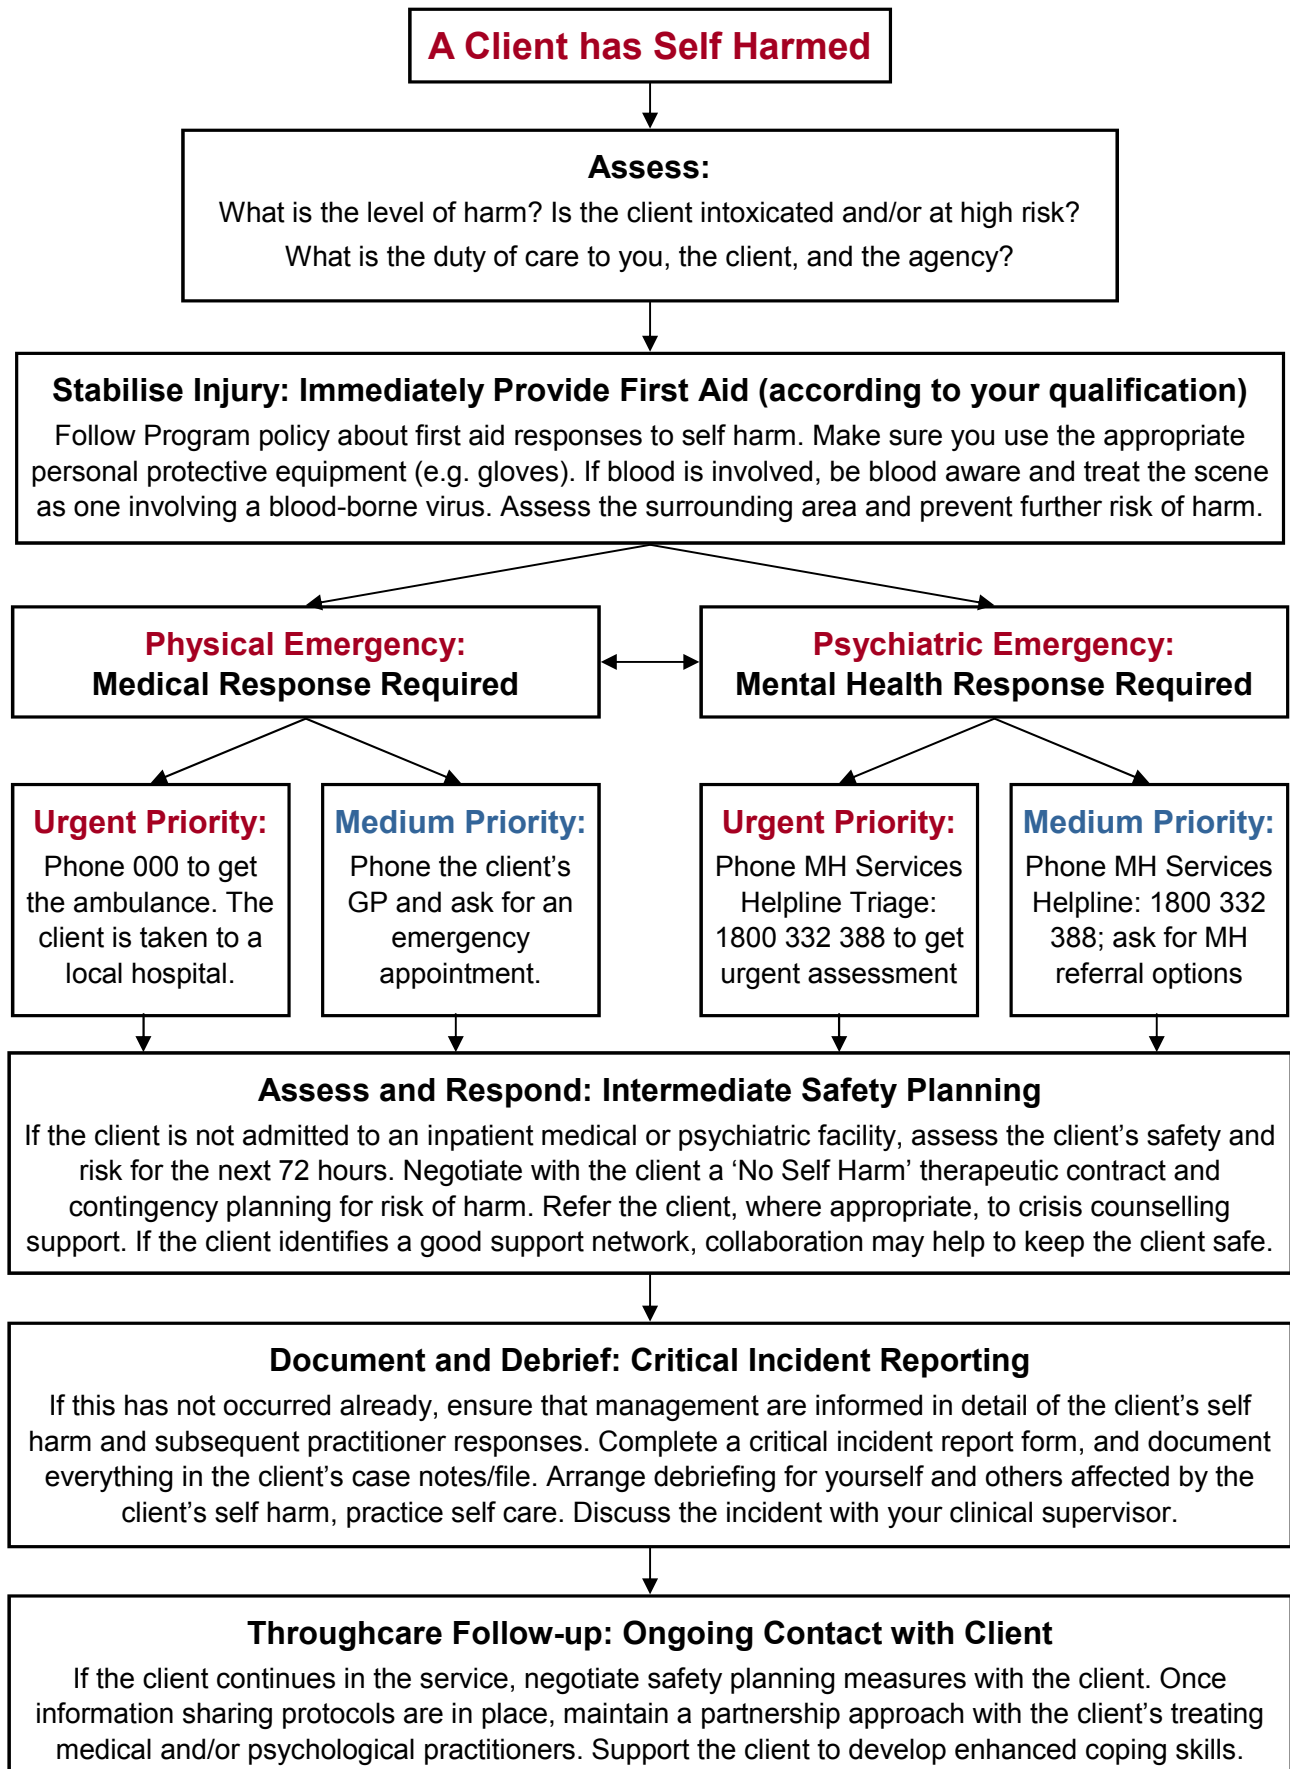 A Client has Self Harmed
Assess:
What is the level of harm? Is the client intoxicated and/or at high risk?
What is the duty of care to you, the client, and the agency?
Stabilise Injury: Immediately Provide First Aid (according to your qualification)
Follow Program policy about first aid responses to self harm. Make sure you use the appropriate
personal protective equipment (e.g. gloves). If blood is involved, be blood aware and treat the scene
as one involving a blood-borne virus. Assess the surrounding area and prevent further risk of harm.
Physical Emergency:
Medical Response Required
Psychiatric Emergency:
Mental Health Response Required
Urgent Priority:
Phone 000 to get
the ambulance. The
client is taken to a
local hospital.
Medium Priority:
Phone the client’s
GP and ask for an
emergency
appointment.
Urgent Priority:
Phone MH Services
Helpline Triage:
1800 332 388 to get
urgent assessment
Medium Priority:
Phone MH Services
Helpline: 1800 332
388; ask for MH
referral options
Assess and Respond: Intermediate Safety Planning
If the client is not admitted to an inpatient medical or psychiatric facility, assess the client’s safety and
risk for the next 72 hours. Negotiate with the client a ‘No Self Harm’ therapeutic contract and
contingency planning for risk of harm. Refer the client, where appropriate, to crisis counselling
support. If the client identifies a good support network, collaboration may help to keep the client safe.
Document and Debrief: Critical Incident Reporting
If this has not occurred already, ensure that management are informed in detail of the client’s self
harm and subsequent practitioner responses. Complete a critical incident report form, and document
everything in the client’s case notes/file. Arrange debriefing for yourself and others affected by the
client’s self harm, practice self care. Discuss the incident with your clinical supervisor.
Throughcare Follow-up: Ongoing Contact with Client
If the client continues in the service, negotiate safety planning measures with the client. Once
information sharing protocols are in place, maintain a partnership approach with the client’s treating
medical and/or psychological practitioners. Support the client to develop enhanced coping skills.